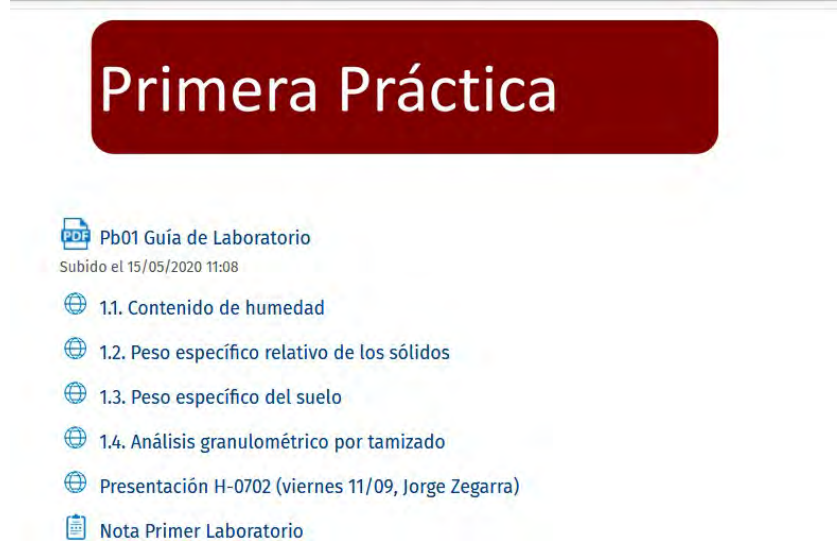 Primera Práctica
PDF Pb01 Guía de Laboratorio
Subido el 15/05/2020 11:08
1.1. Contenido de humedad
1.2. Peso específico relativo de los sólidos
1.3. Peso específico del suelo
1.4. Análisis granulométrico por tamizado
Presentación H-0702 (viernes 11/09, Jorge Zegarra)
Nota Primer Laboratorio